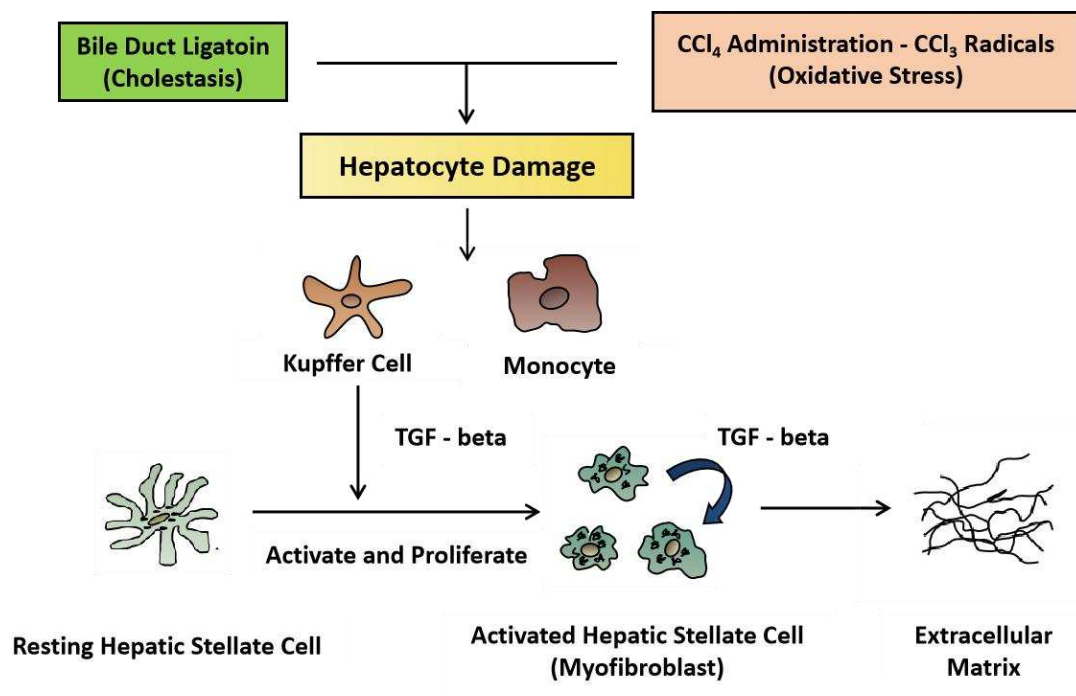 Bile Duct Ligatoin
(Cholestasis)
CCl₄ Administration - CCl₃ Radicals
(Oxidative Stress)
Hepatocyte Damage
Kupffer Cell
Monocyte
TGF - beta
TGF - beta
Activate and Proliferate
Resting Hepatic Stellate Cell
Activated Hepatic Stellate Cell
(Myofibroblast)
Extracellular
Matrix